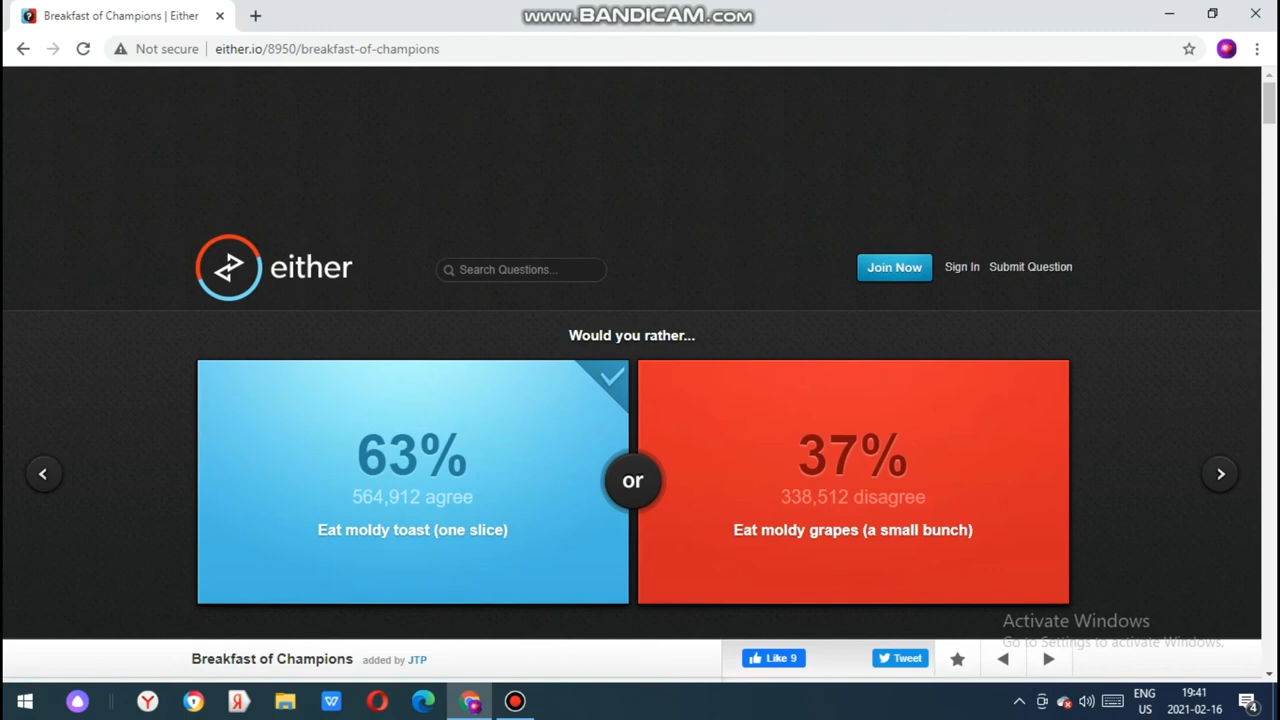 Breakfast of Champions | Either
WWW.BANDICAM.COM
Not secure
either.io/8950/breakfast-of-champions
either
Search Questions...
Join Now
Sign In
Submit Question
Would you rather...
63%
564,912 agree
Eat moldy toast (one slice)
or
37%
338,512 disagree
Eat moldy grapes (a small bunch)
Activate Windows
Go to Settings to activate Windows.
Breakfast of Champions
added by JTP
Like 9
Tweet
ENG
US
19:41
2021-02-16
4